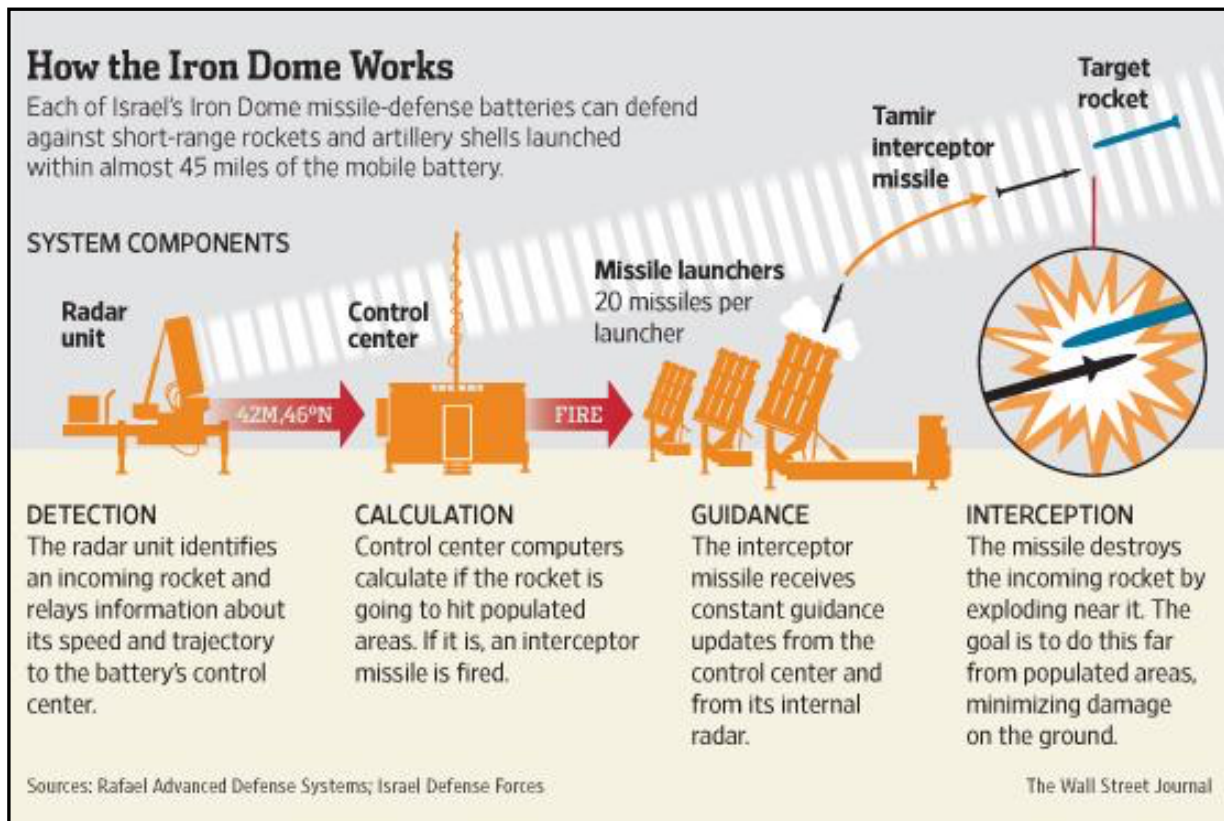 How the Iron Dome Works
Each of Israel's Iron Dome missile-defense batteries can defend
against short-range rockets and artillery shells launched
within almost 45 miles of the mobile battery.
SYSTEM COMPONENTS
Radar
unit
Control
center
Missile launchers
20 missiles per
launcher
Tamir
interceptor
missile
Target
rocket
42M,46ºN
FIRE
DETECTION
The radar unit identifies
an incoming rocket and
relays information about
its speed and trajectory
to the battery's control
center.
CALCULATION
Control center computers
calculate if the rocket is
going to hit populated
areas. If it is, an interceptor
missile is fired.
GUIDANCE
The interceptor
missile receives
constant guidance
updates from the
control center and
from its internal
radar.
INTERCEPTION
The missile destroys
the incoming rocket by
exploding near it. The
goal is to do this far
from populated areas,
minimizing damage
on the ground.
Sources: Rafael Advanced Defense Systems; Israel Defense Forces
The Wall Street Journal